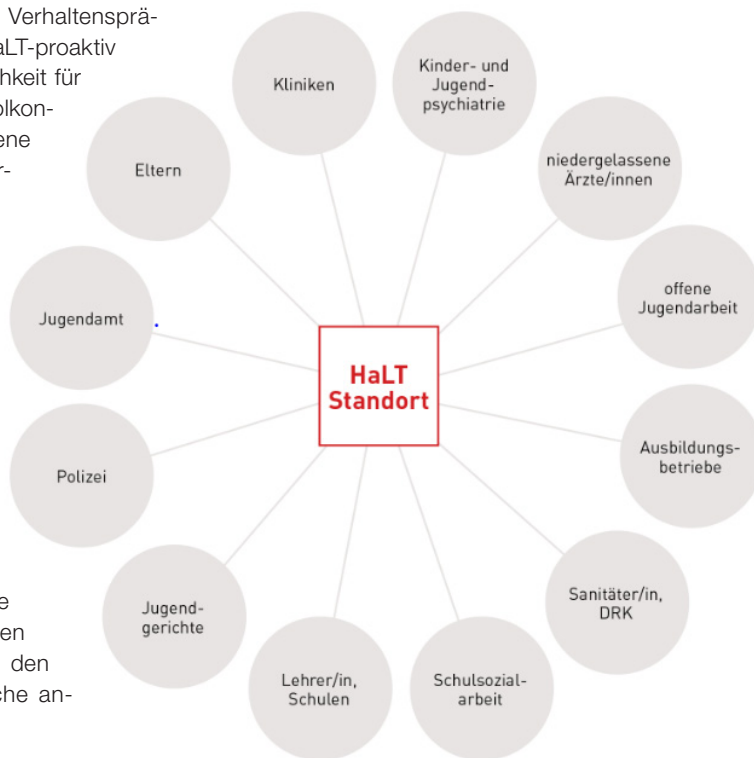 Verhaltensprä-
aLT-proaktiv
hkeit für
olkon-
ene
r-
Kliniken
Kinder- und
Jugend-
psychiatrie
Eltern
niedergelassene
Ärzte/innen
Jugendamt
offene
Jugendarbeit
HaLT
Standort
Polizei
Ausbildungs-
betriebe
Jugend-
gerichte
Sanitäter/in,
DRK
Lehrer/in,
Schulen
Schulsozial-
arbeit
e
en
den
che an-